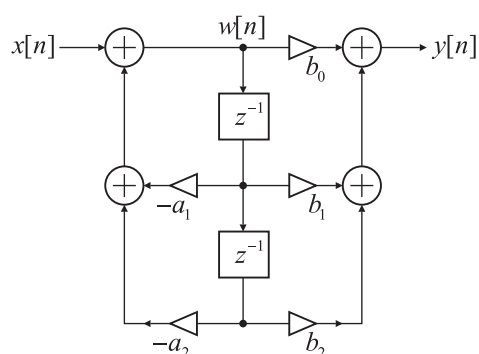 x[n] w[n] y[n]
b₀
z⁻¹
−a₁ b₁
z⁻¹
−a₂ b₂